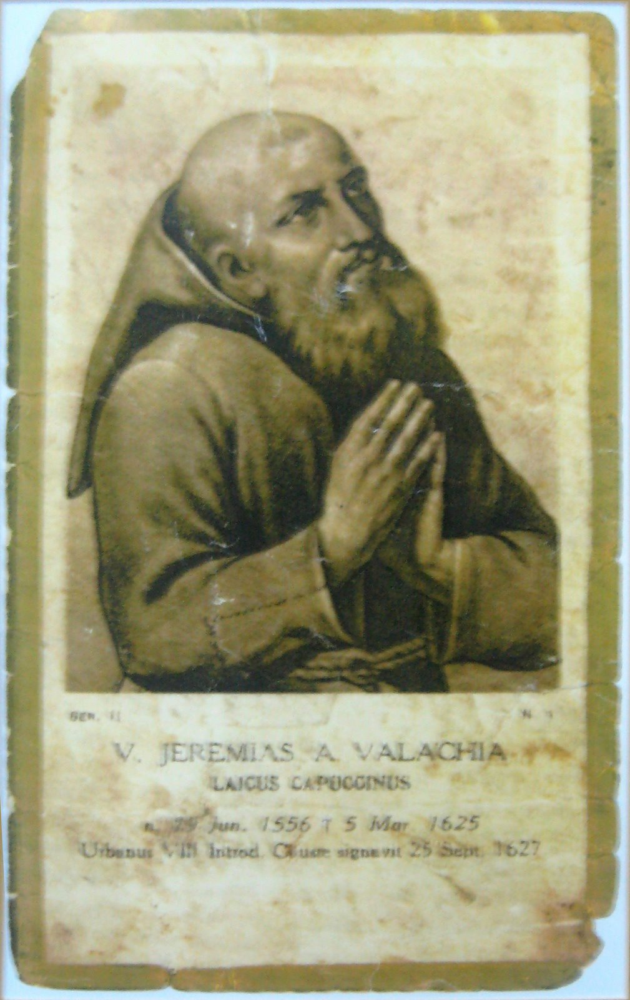 SER. II
N
V. JEREMIAS A VALACHIA
LAICUS CAPUCCINUS
n. 29 Jun. 1556 † 5 Mar 1625
Urbanus VIII Introd. Causae signavit 25 Sept. 1627